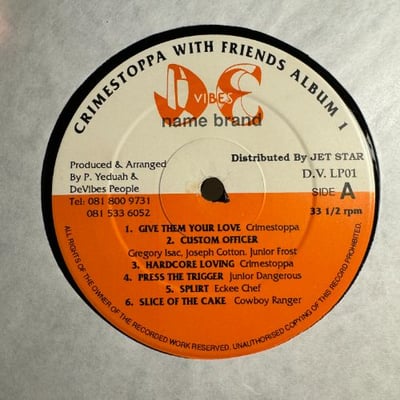 CRIMESTOPPA WITH FRIENDS ALBUM 1
DE
VIBES
name brand
Produced & Arranged
By P. Yeduah &
DeVibes People
Tel: 081 800 9731
081 533 6052
Distributed By JET STAR
D.V. LP01
SIDE A
33 1/2 rpm
1. GIVE THEM YOUR LOVE Crimestoppa
2. CUSTOM OFFICER
Gregory Isac, Joseph Cotton, Junior Frost
3. HARDCORE LOVING Crimestoppa
4. PRESS THE TRIGGER Junior Dangerous
5. SPLIRT Eckee Chef
6. SLICE OF THE CAKE Cowboy Ranger
ALL RIGHTS OF THE OWNER OF THE RECORDED WORK RESERVED. UNAUTHORISED COPYING OF THIS RECORD PROHIBITED.